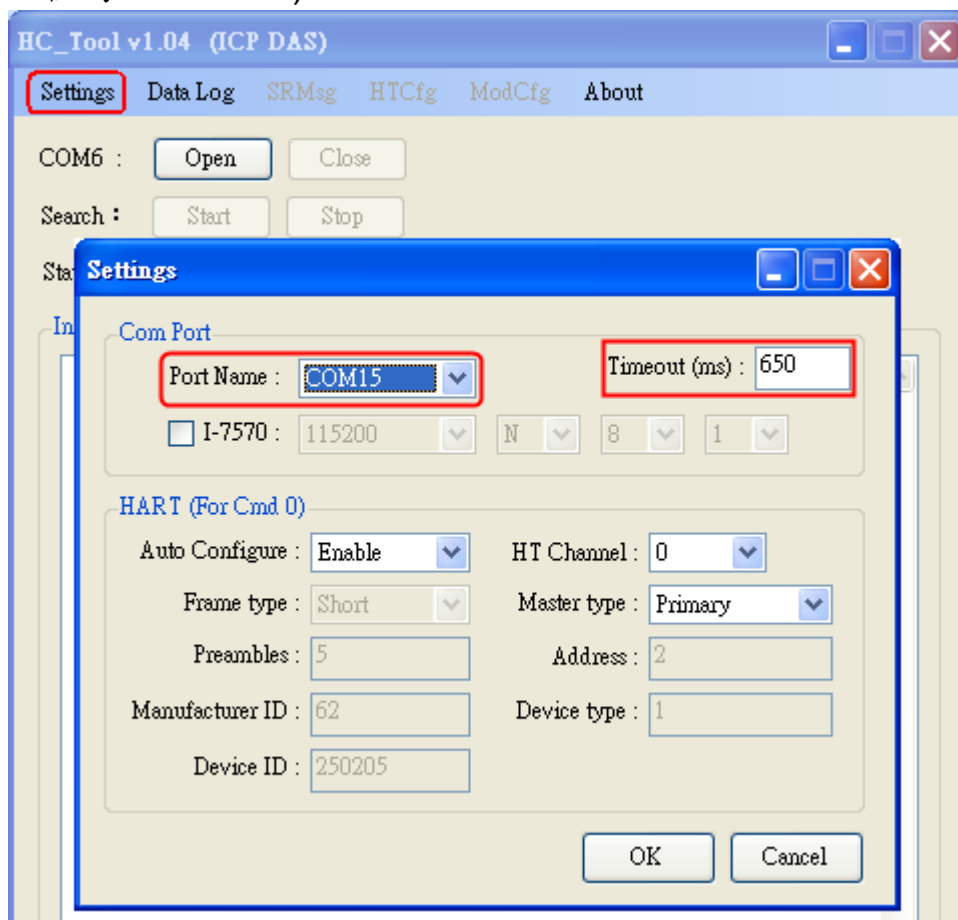 HC_Tool v1.04 (ICP DAS)
Settings Data Log SRMsg HTCfg ModCfg About
COM6 : Open Close
Search : Start Stop
Settings
Com Port
Port Name : COM15 Timeout (ms) : 650
I-7570 : 115200 N 8 1
HART (For Cmd 0)
Auto Configure : Enable HT Channel : 0
Frame type : Short Master type : Primary
Preambles : 5 Address : 2
Manufacturer ID : 62 Device type : 1
Device ID : 250205
OK Cancel